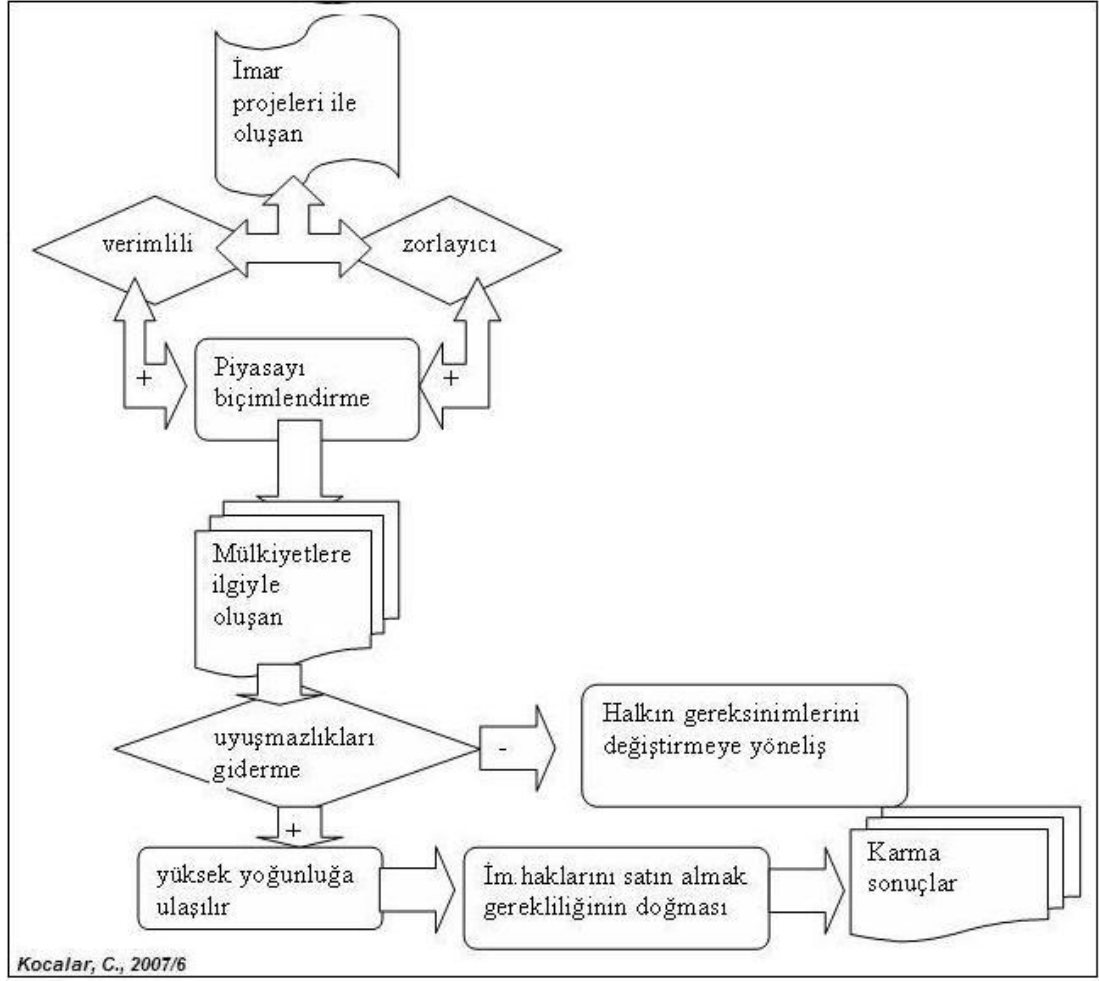 İmar
projeleri ile
oluşan
verimlili
zorlayıcı
+
Piyasayı
biçimlendirme
+
Mülkiyetlere
ilgiyle
oluşan
uyuşmazlıkları
giderme
-
Halkın gereksinimlerini
değiştirmeye yöneliş
+
yüksek yoğunluğa
ulaşilır
İm.haklarını satın almak
gerekliliğinin doğması
Karma
sonuçlar
Kocalar, C., 2007/6